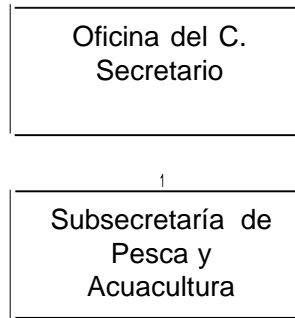 Oficina del C.
Secretario
1
Subsecretaría de
Pesca y
Acuacultura